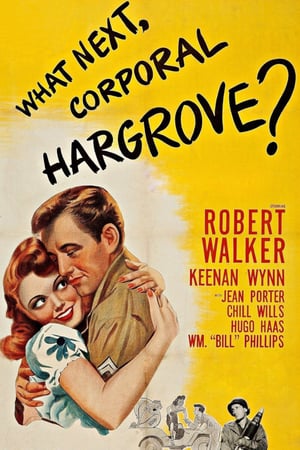 WHAT NEXT,
CORPORAL
HARGROVE?
STARRING
ROBERT
WALKER
KEENAN WYNN
WITH JEAN PORTER
CHILL WILLS
HUGO HAAS
WM. "BILL" PHILLIPS